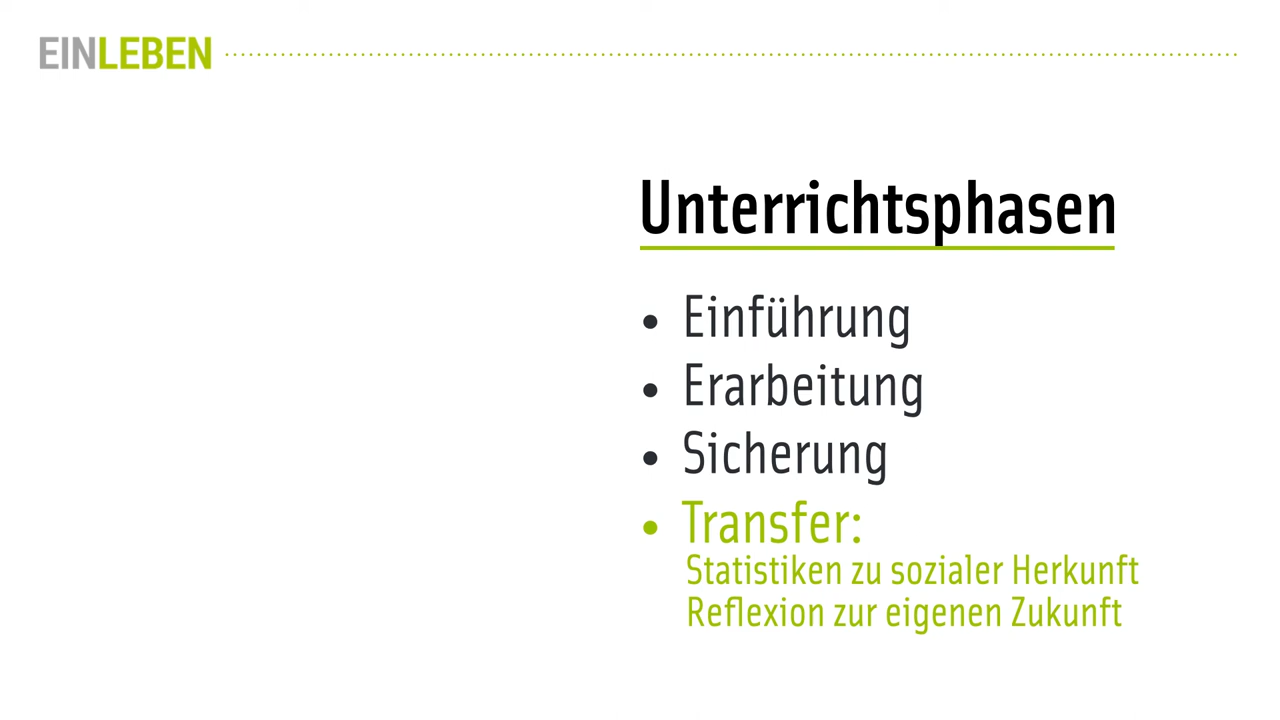 EINLEBEN
Unterrichtsphasen
• Einführung
• Erarbeitung
• Sicherung
• Transfer:
Statistiken zu sozialer Herkunft
Reflexion zur eigenen Zukunft